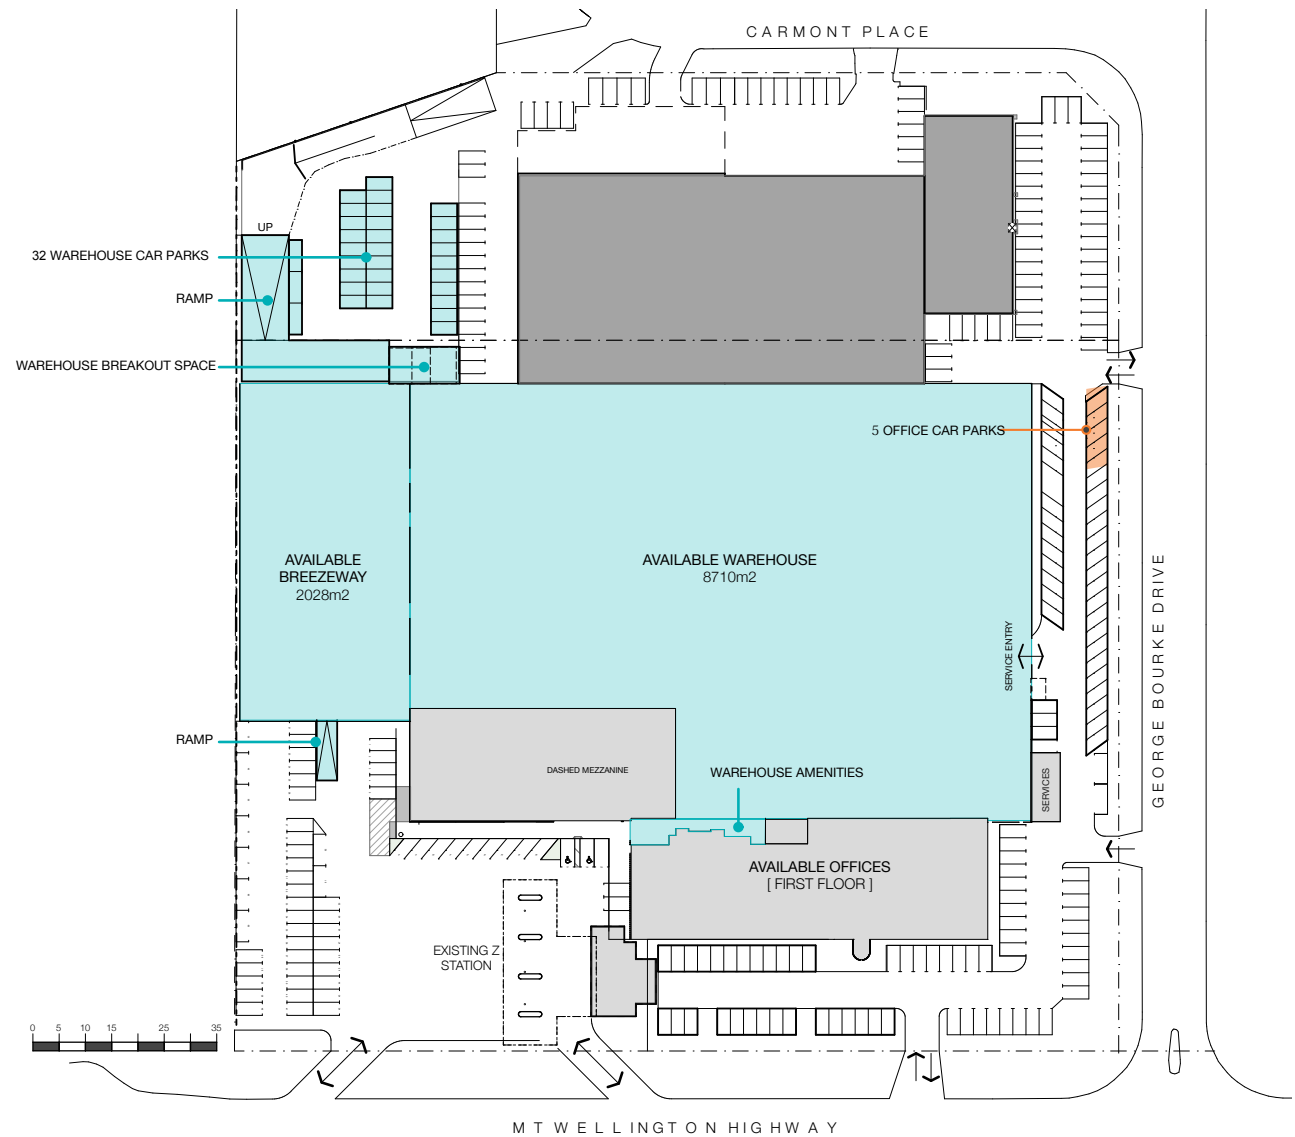 CARMONT PLACE
UP
32 WAREHOUSE CAR PARKS
RAMP
WAREHOUSE BREAKOUT SPACE
5 OFFICE CAR PARKS
AVAILABLE
BREEZEWAY
2028m2
AVAILABLE WAREHOUSE
8710m2
SERVICE ENTRY
GEORGE BOURKE DRIVE
RAMP
DASHED MEZZANINE
WAREHOUSE AMENITIES
SERVICES
AVAILABLE OFFICES
[ FIRST FLOOR ]
EXISTING Z
STATION
0 5 10 15 25 35
MT WELLINGTON HIGHWAY